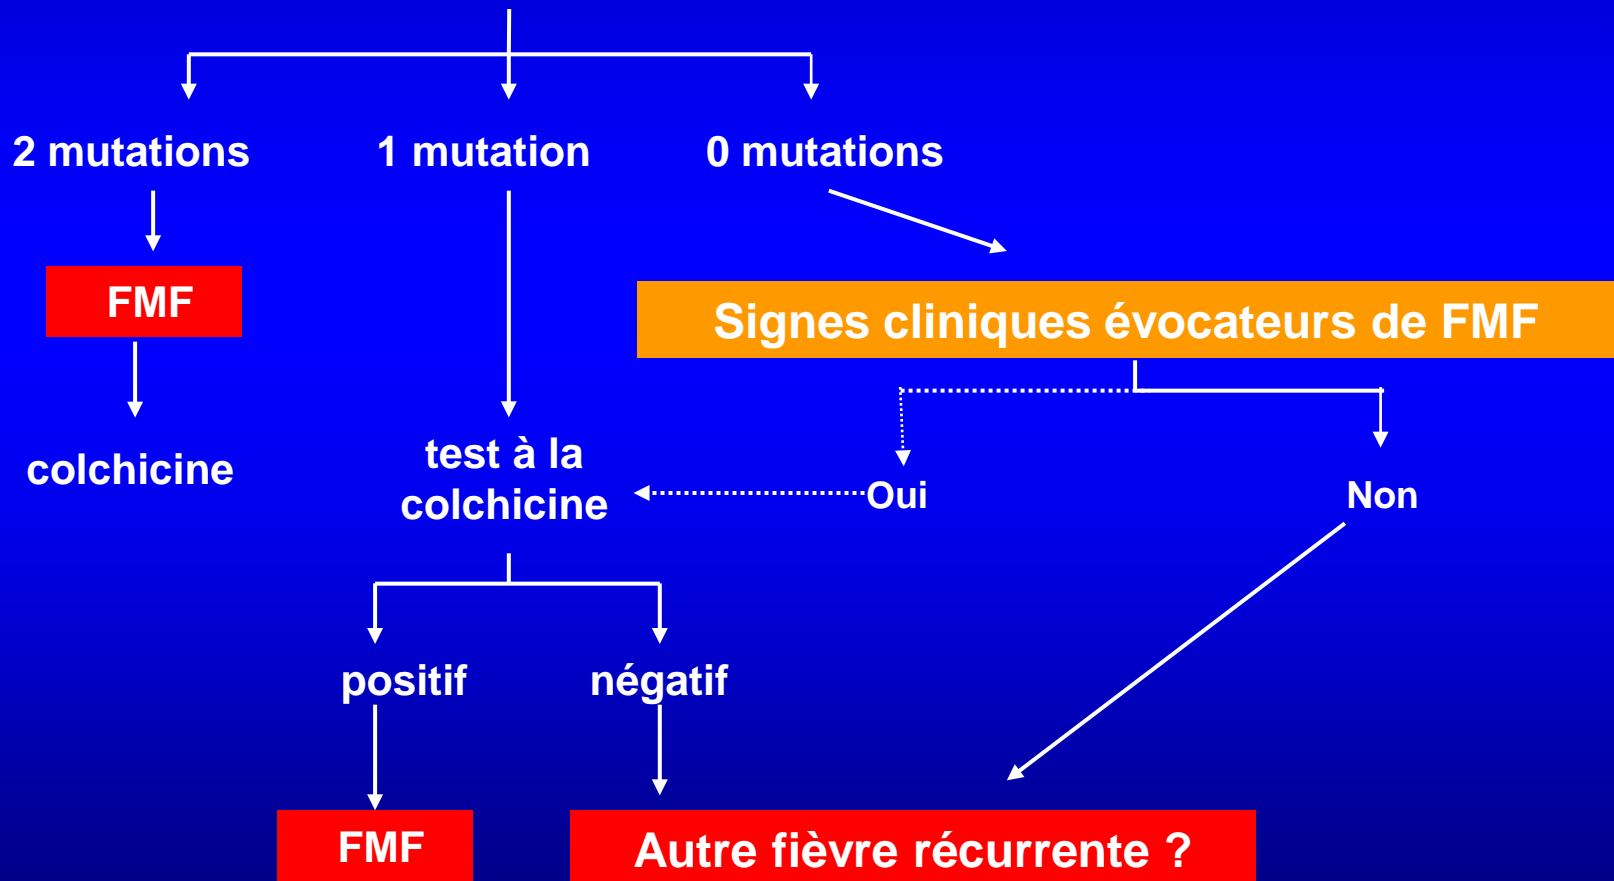 2 mutations
1 mutation
0 mutations
FMF
Signes cliniques évocateurs de FMF
colchicine
test à la
colchicine
Oui
Non
positif
négatif
FMF
Autre fièvre récurrente ?